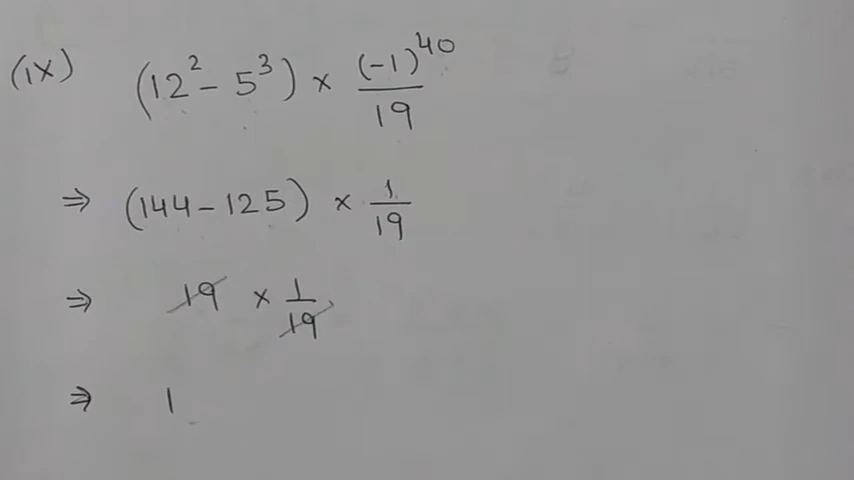 (ix) (12² - 5³) × (-1)⁴⁰/19
⇒ (144 - 125) × 1/19
⇒ 19 × 1/19
⇒ 1